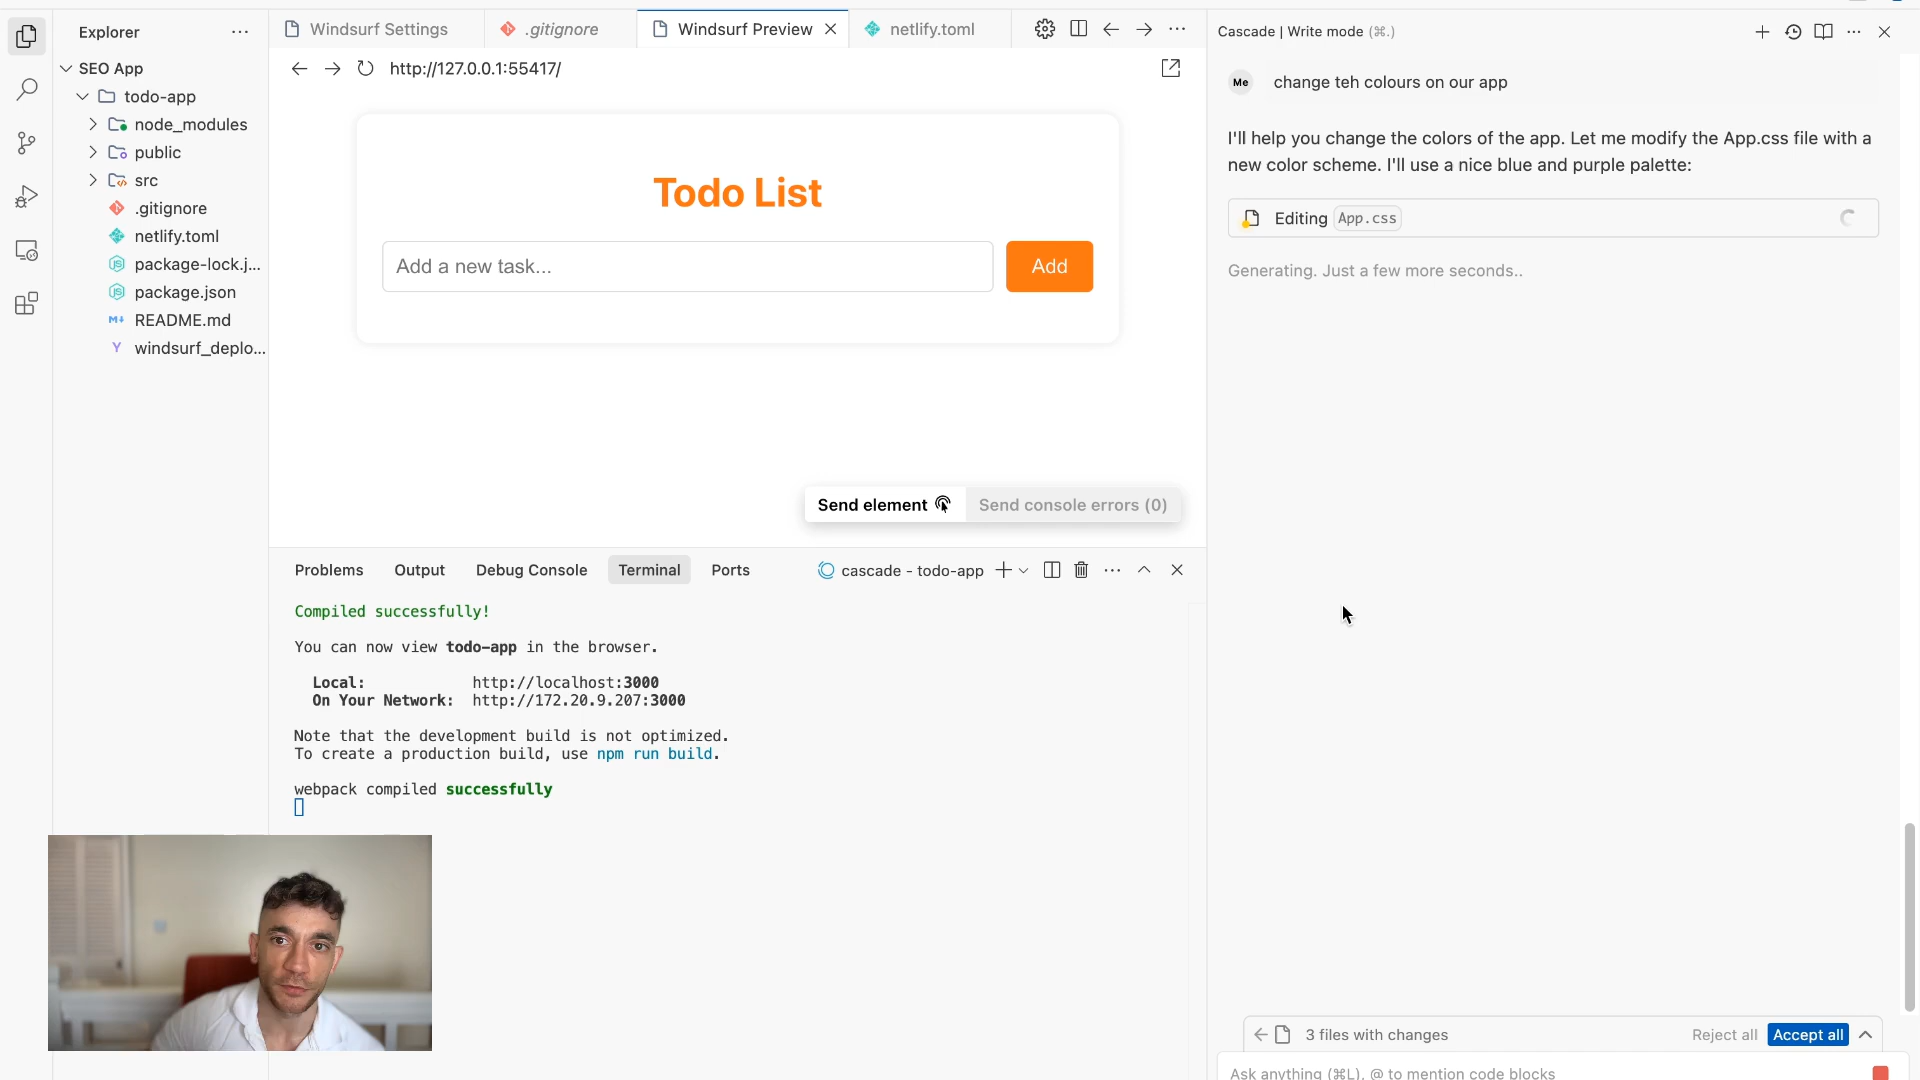 Explorer
SEO App
todo-app
node_modules
public
src
.gitignore
netlify.toml
package-lock.j...
package.json
README.md
windsurf_deplo...
Windsurf Settings
.gitignore
Windsurf Preview
netlify.toml
http://127.0.0.1:55417/
Todo List
Add a new task...
Add
Send element
Send console errors (0)
Problems
Output
Debug Console
Terminal
Ports
cascade - todo-app
Compiled successfully!
You can now view todo-app in the browser.
Local: http://localhost:3000
On Your Network: http://172.20.9.207:3000
Note that the development build is not optimized.
To create a production build, use npm run build.
webpack compiled successfully
Cascade | Write mode (⌘.)
Me
change teh colours on our app
I'll help you change the colors of the app. Let me modify the App.css file with a
new color scheme. I'll use a nice blue and purple palette:
Editing App.css
Generating. Just a few more seconds..
3 files with changes
Reject all
Accept all
Ask anything (⌘L), @ to mention code blocks